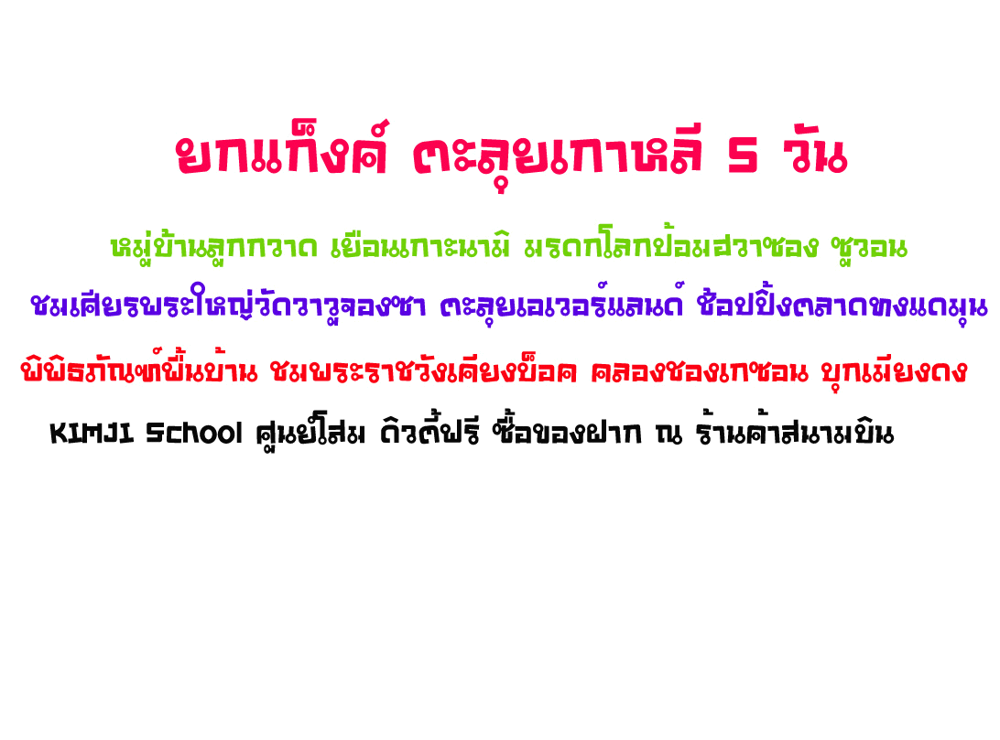 ยกแก็งค์ ตะลุยเกาหลี 5 วัน
หมู่บ้านลูกกวาด เยือนเกาะนามิ มรดกโลกป้อมฮวาซอง ซูวอน
ชมเศียรพระใหญ่วัดวาวูจองซา ตะลุยเอเวอร์แลนด์ ช้อปปิ้งตลาดทงแดมุน
พิพิธภัณฑ์พื้นบ้าน ชมพระราชวังเคียงบ็อค คลองชองเกซอน บุกเมียงดง
KIMJI School ศูนย์โสม ดิวตี้ฟรี ซื้อของฝาก ณ ร้านค้าสนามบิน